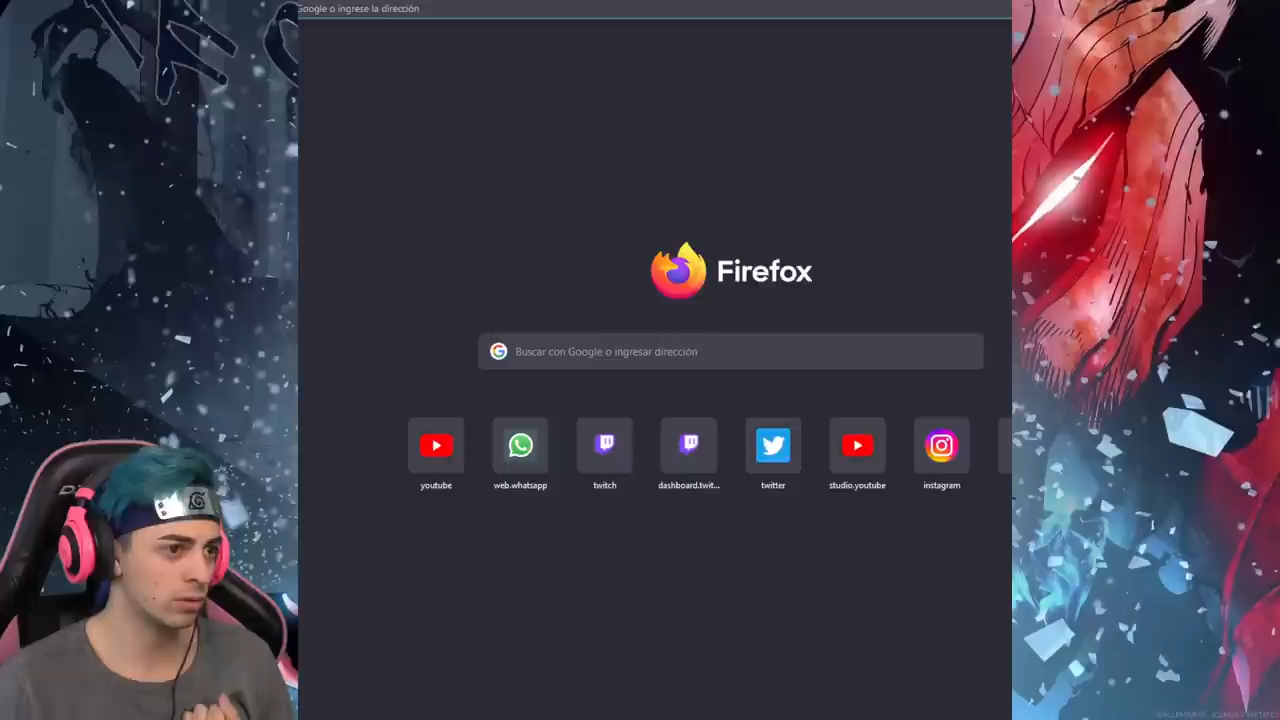 Google o ingrese la dirección
Firefox
Buscar con Google o ingresar dirección
youtube
web.whatsapp
twitch
dashboard.twit...
twitter
studio.youtube
instagram